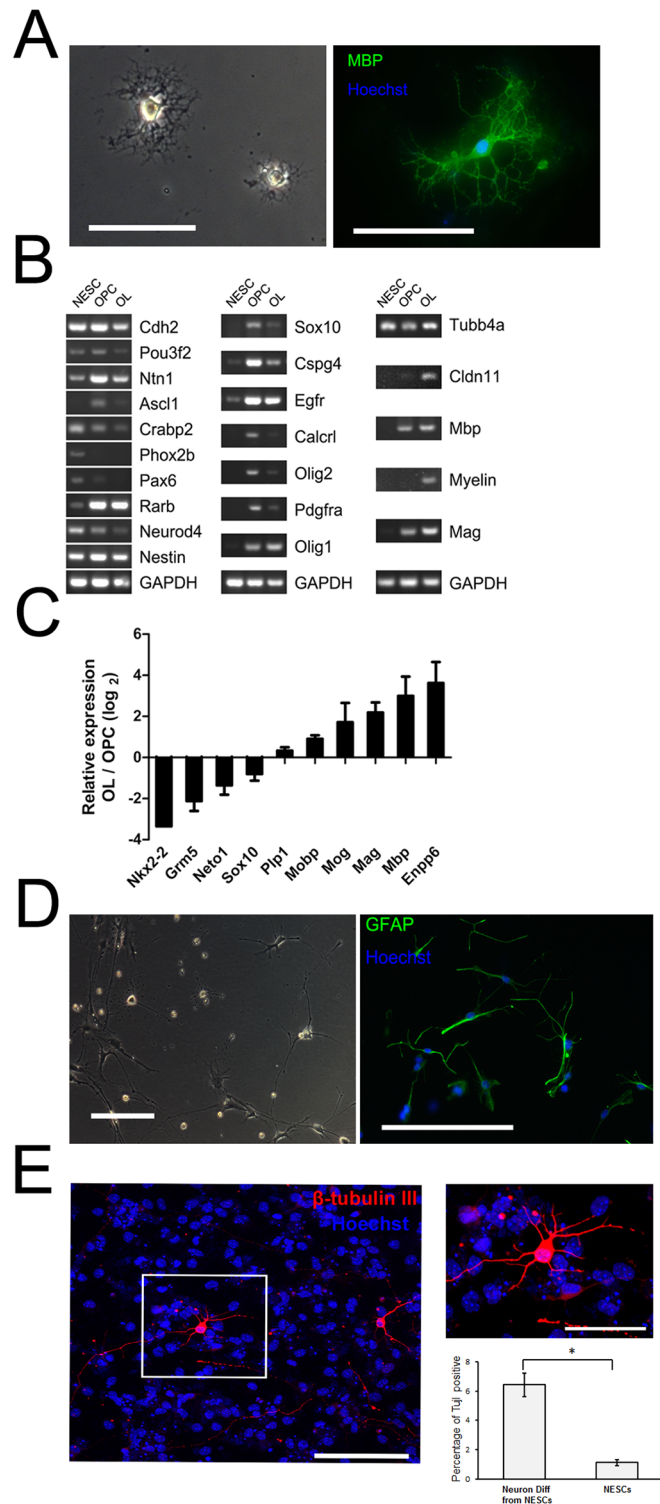 A
MBP
Hoechst
B
NESC OPC OL
Cdh2
Pou3f2
Ntn1
Ascl1
Crabp2
Phox2b
Pax6
Rarb
Neurod4
Nestin
GAPDH
NESC OPC OL
Sox10
Cspg4
Egfr
Calcrl
Olig2
Pdgfra
Olig1
GAPDH
NESC OPC OL
Tubb4a
Cldn11
Mbp
Myelin
Mag
GAPDH
C
Relative expression
OL / OPC (log 2)
6
4
2
0
-2
-4
Nkx2-2 Grm5 Neto1 Sox10 Plp1 Mobp Mog Mag Mbp Enpp6
D
GFAP
Hoechst
E
β-tubulin III
Hoechst
Percentage of TujI positive
8
6
4
2
0
*
Neuron Diff
from NESCs
NESCs